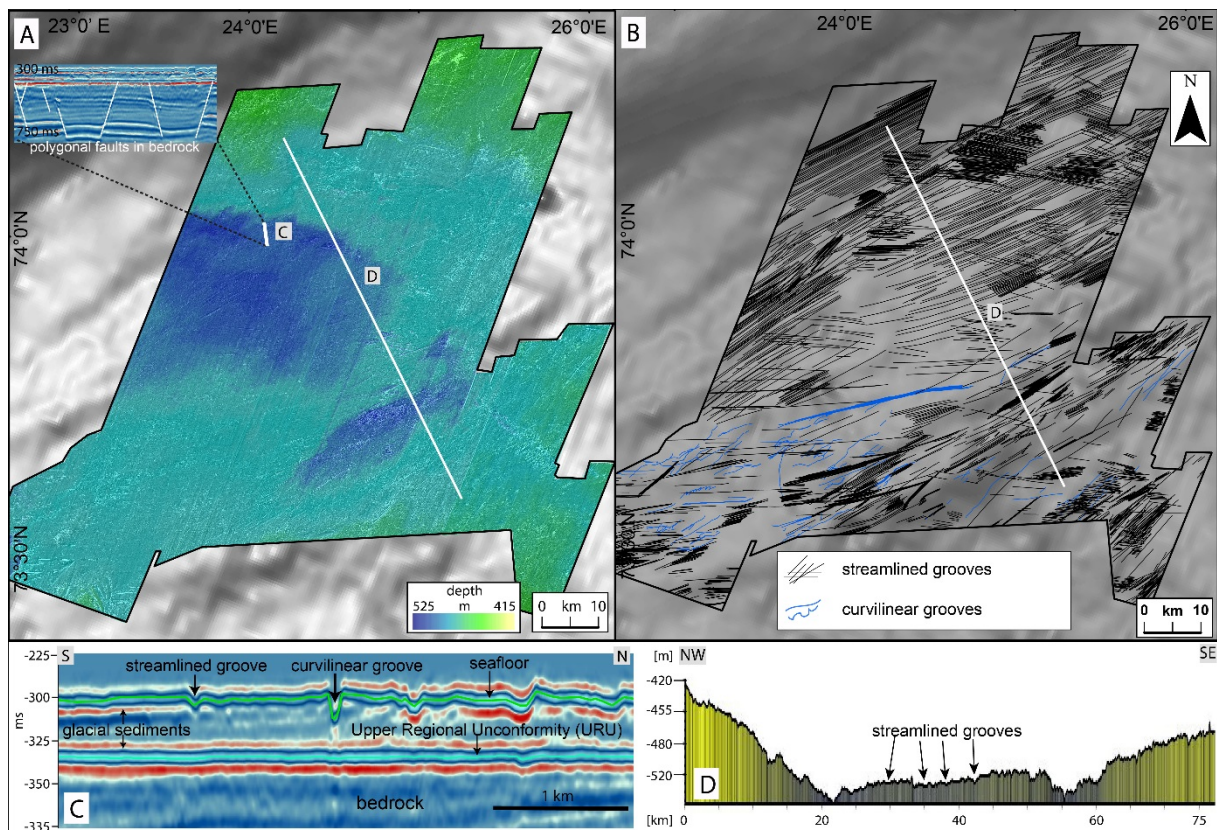 A
23°0' E
24°0'E
26°0'E
300 ms
750 ms
polygonal faults in bedrock
C
D
74°0'N
73°30'N
depth
525 m 415
0 km 10
B
24°0'E
26°0'E
N
74°0'N
D
streamlined grooves
curvilinear grooves
0 km 10
-225
-300
ms
-325
-350
-335
S
N
streamlined groove
curvilinear groove
seafloor
glacial sediments
Upper Regional Unconformity (URU)
bedrock
1 km
C
[m] NW
SE
-420
-455
-480
-520
streamlined grooves
D
[km] 0 20 40 60 [km] 75